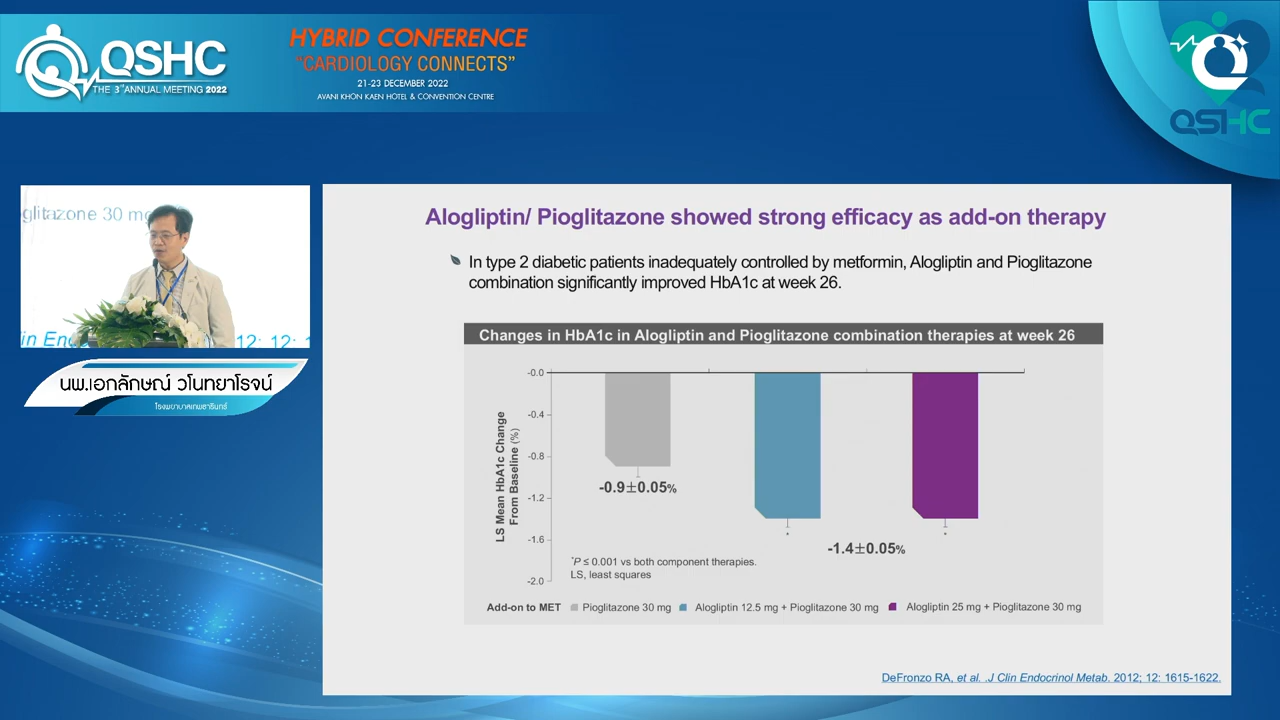 QSHC
THE 3rd ANNUAL MEETING 2022
HYBRID CONFERENCE
"CARDIOLOGY CONNECTS"
21-23 DECEMBER 2022
AVANI KHON KAEN HOTEL & CONVENTION CENTRE
QSHC
glitazone 30 mg
in En
12: 12: 1
นพ.เอกลักษณ์ วโนทยาโรจน์
โรงพยาบาลเทพธารินทร์
Alogliptin/ Pioglitazone showed strong efficacy as add-on therapy
In type 2 diabetic patients inadequately controlled by metformin, Alogliptin and Pioglitazone
combination significantly improved HbA1c at week 26.
Changes in HbA1c in Alogliptin and Pioglitazone combination therapies at week 26
LS Mean HbA1c Change
From Baseline (%)
-0.0
-0.4
-0.8
-1.2
-1.6
-2.0
-0.9±0.05%
* *
-1.4±0.05%
*P ≤ 0.001 vs both component therapies.
LS, least squares
Add-on to MET Pioglitazone 30 mg Alogliptin 12.5 mg + Pioglitazone 30 mg Alogliptin 25 mg + Pioglitazone 30 mg
DeFronzo RA, et al. .J Clin Endocrinol Metab. 2012; 12: 1615-1622.